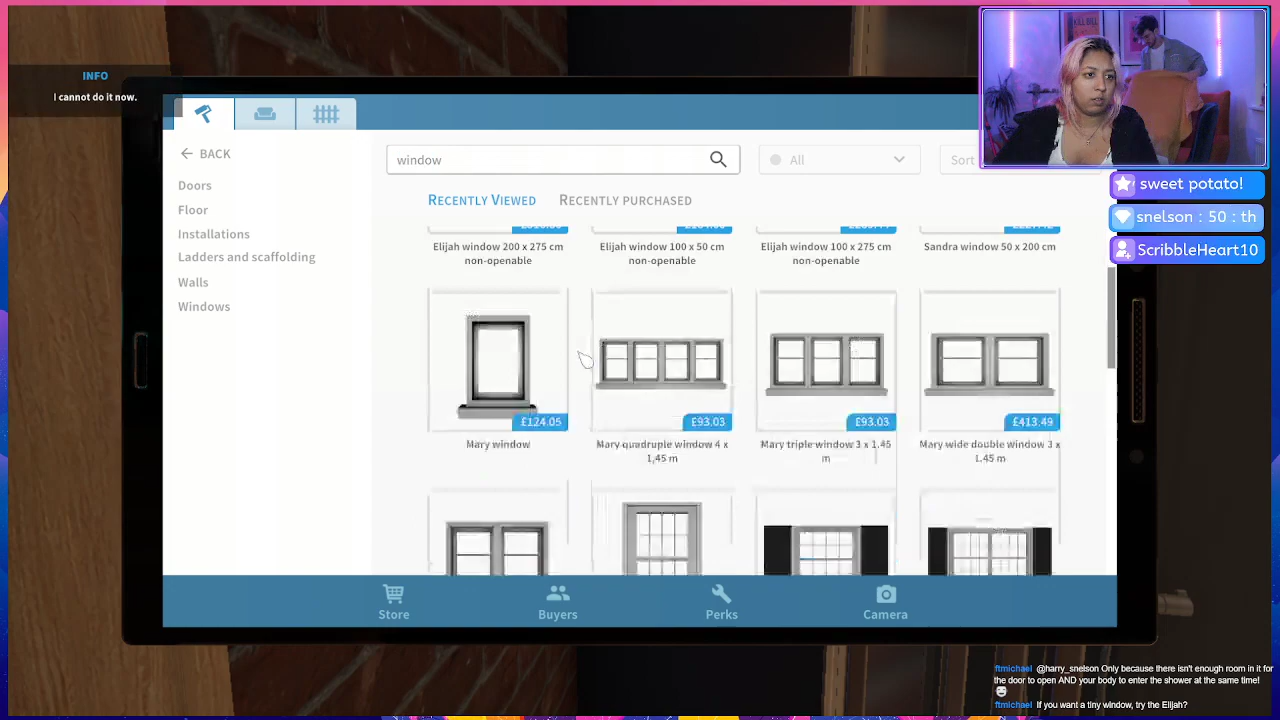 INFO
I cannot do it now.
BACK
Doors
Floor
Installations
Ladders and scaffolding
Walls
Windows
window
All
Sort
RECENTLY VIEWED
RECENTLY PURCHASED
Elijah window 200 x 275 cm
non-openable
Elijah window 100 x 50 cm
non-openable
Elijah window 100 x 275 cm
non-openable
Sandra window 50 x 200 cm
£124.05
£93.03
£93.03
£413.49
Mary window
Mary quadruple window 4 x
1,45 m
Mary triple window 3 x 1.45
m
Mary wide double window 3 x
1,45 m
Store
Buyers
Perks
Camera
KILL BILL
sweet potato!
snelson : 50 : th
ScribbleHeart10
ftmichael @harry_snelson Only because there isn't enough room in it for
the door to open AND your body to enter the shower at the same time!
ftmichael If you want a tiny window, try the Elijah?